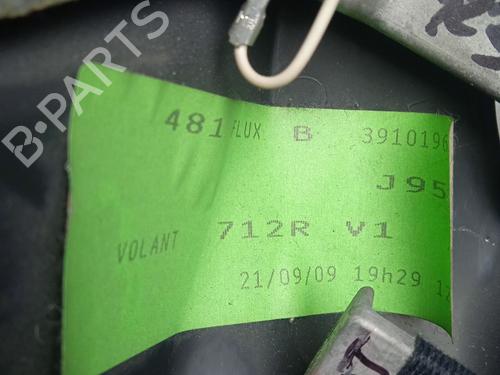 481 FLUX. B 3910196
J95
VOLANT 712R V1
21/09/09 19h29
B-PARTS